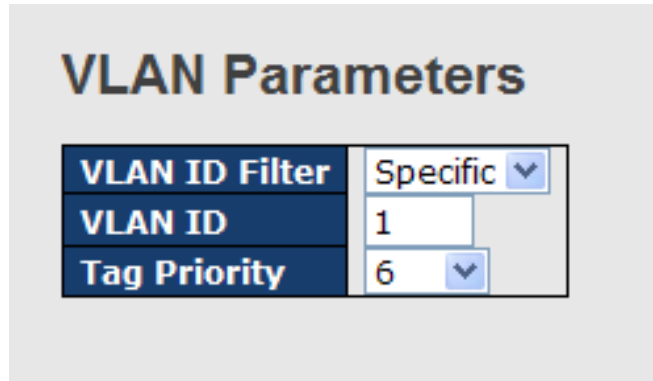 VLAN Parameters
VLAN ID Filter Specific
VLAN ID 1
Tag Priority 6